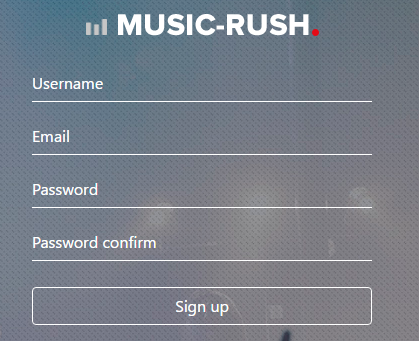 MUSIC-RUSH.
Username
Email
Password
Password confirm
Sign up